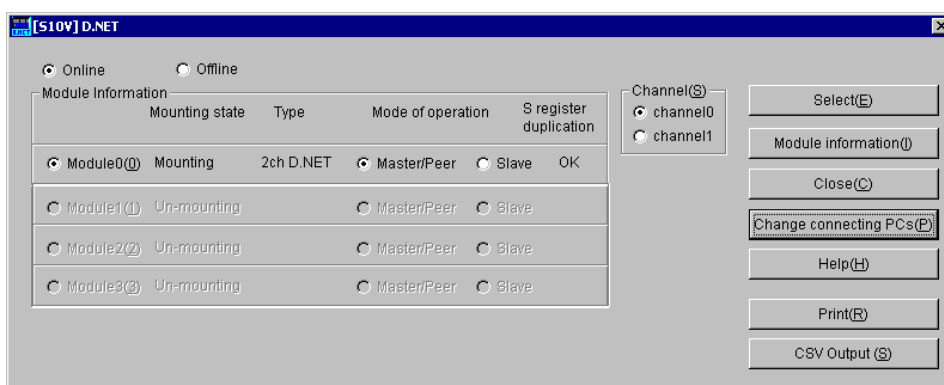 [S10V] D.NET
Online Offline
Module Information
Mounting state Type Mode of operation S register duplication
Module0(0) Mounting 2ch D.NET Master/Peer Slave OK
Module1(1) Un-mounting Master/Peer Slave
Module2(2) Un-mounting Master/Peer Slave
Module3(3) Un-mounting Master/Peer Slave
Channel(S)
channel0
channel1
Select(E)
Module information(I)
Close(C)
Change connecting PCs(P)
Help(H)
Print(R)
CSV Output (S)